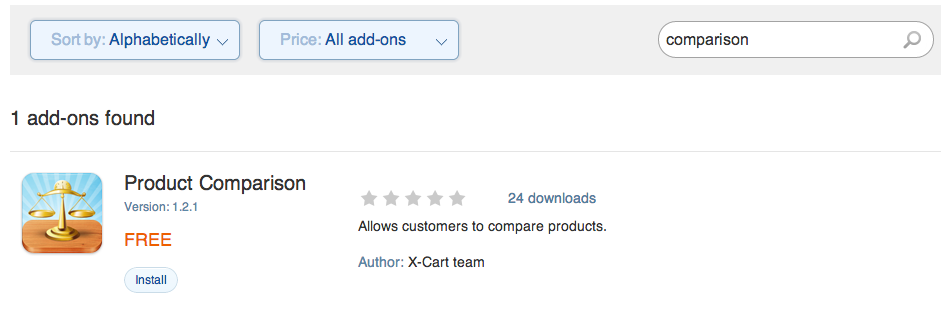 Sort by: Alphabetically
Price: All add-ons
comparison
1 add-ons found
Product Comparison
Version: 1.2.1
FREE
Install
24 downloads
Allows customers to compare products.
Author: X-Cart team